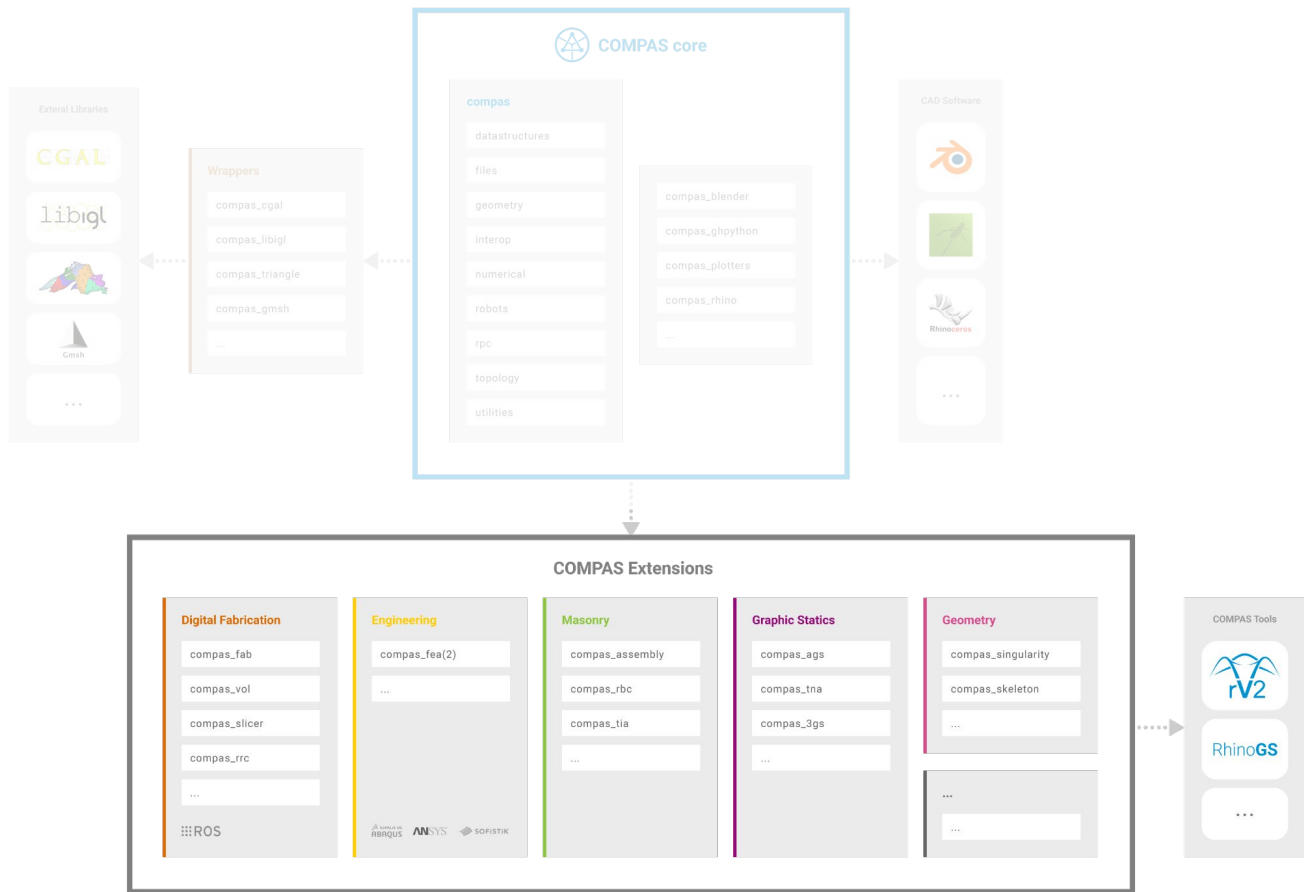 COMPAS core
Exteral Libraries
CGAL
libigl
Gmsh
...
Wrappers
compas_cgal
compas_libigl
compas_triangle
compas_gmsh
...
compas
datastructures
files
geometry
interop
numerical
robots
rpc
topology
utilities
compas_blender
compas_ghpython
compas_plotters
compas_rhino
...
CAD Software
Rhinoceros
...
COMPAS Extensions
Digital Fabrication
compas_fab
compas_vol
compas_slicer
compas_rrc
...
ROS
Engineering
compas_fea(2)
...
ABAQUS
ANSYS
SOFiSTiK
Masonry
compas_assembly
compas_rbc
compas_tia
...
Graphic Statics
compas_ags
compas_tna
compas_3gs
...
Geometry
compas_singularity
compas_skeleton
...
...
...
COMPAS Tools
rV2
RhinoGS
...